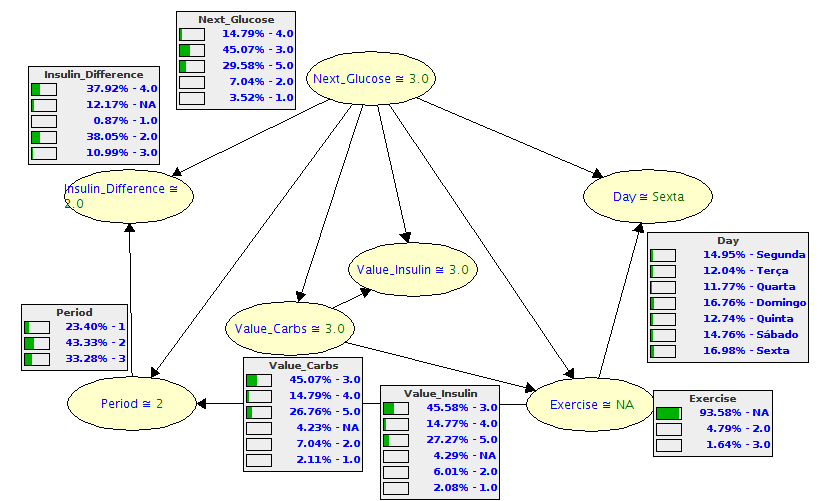 Next_Glucose
14.79% - 4.0
45.07% - 3.0
29.58% - 5.0
7.04% - 2.0
3.52% - 1.0
Insulin_Difference
37.92% - 4.0
12.17% - NA
0.87% - 1.0
38.05% - 2.0
10.99% - 3.0
Next_Glucose ≅ 3.0
Insulin_Difference ≅
2.0
Day ≅ Sexta
Day
14.95% - Segunda
12.04% - Terça
11.77% - Quarta
16.76% - Domingo
12.74% - Quinta
14.76% - Sábado
16.98% - Sexta
Value_Insulin ≅ 3.0
Value_Carbs ≅ 3.0
Period
23.40% - 1
43.33% - 2
33.28% - 3
Period ≅ 2
Value_Carbs
45.07% - 3.0
14.79% - 4.0
26.76% - 5.0
4.23% - NA
7.04% - 2.0
2.11% - 1.0
Value_Insulin
45.58% - 3.0
14.77% - 4.0
27.27% - 5.0
4.29% - NA
6.01% - 2.0
2.08% - 1.0
Exercise ≅ NA
Exercise
93.58% - NA
4.79% - 2.0
1.64% - 3.0